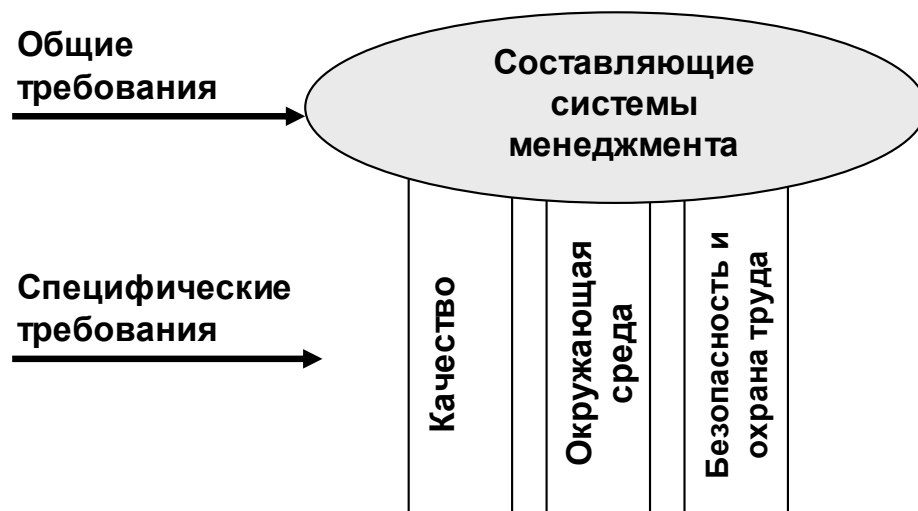 Общие
требования
Составляющие
системы
менеджмента
Специфические
требования
Качество
Окружающая
среда
Безопасность и
охрана труда